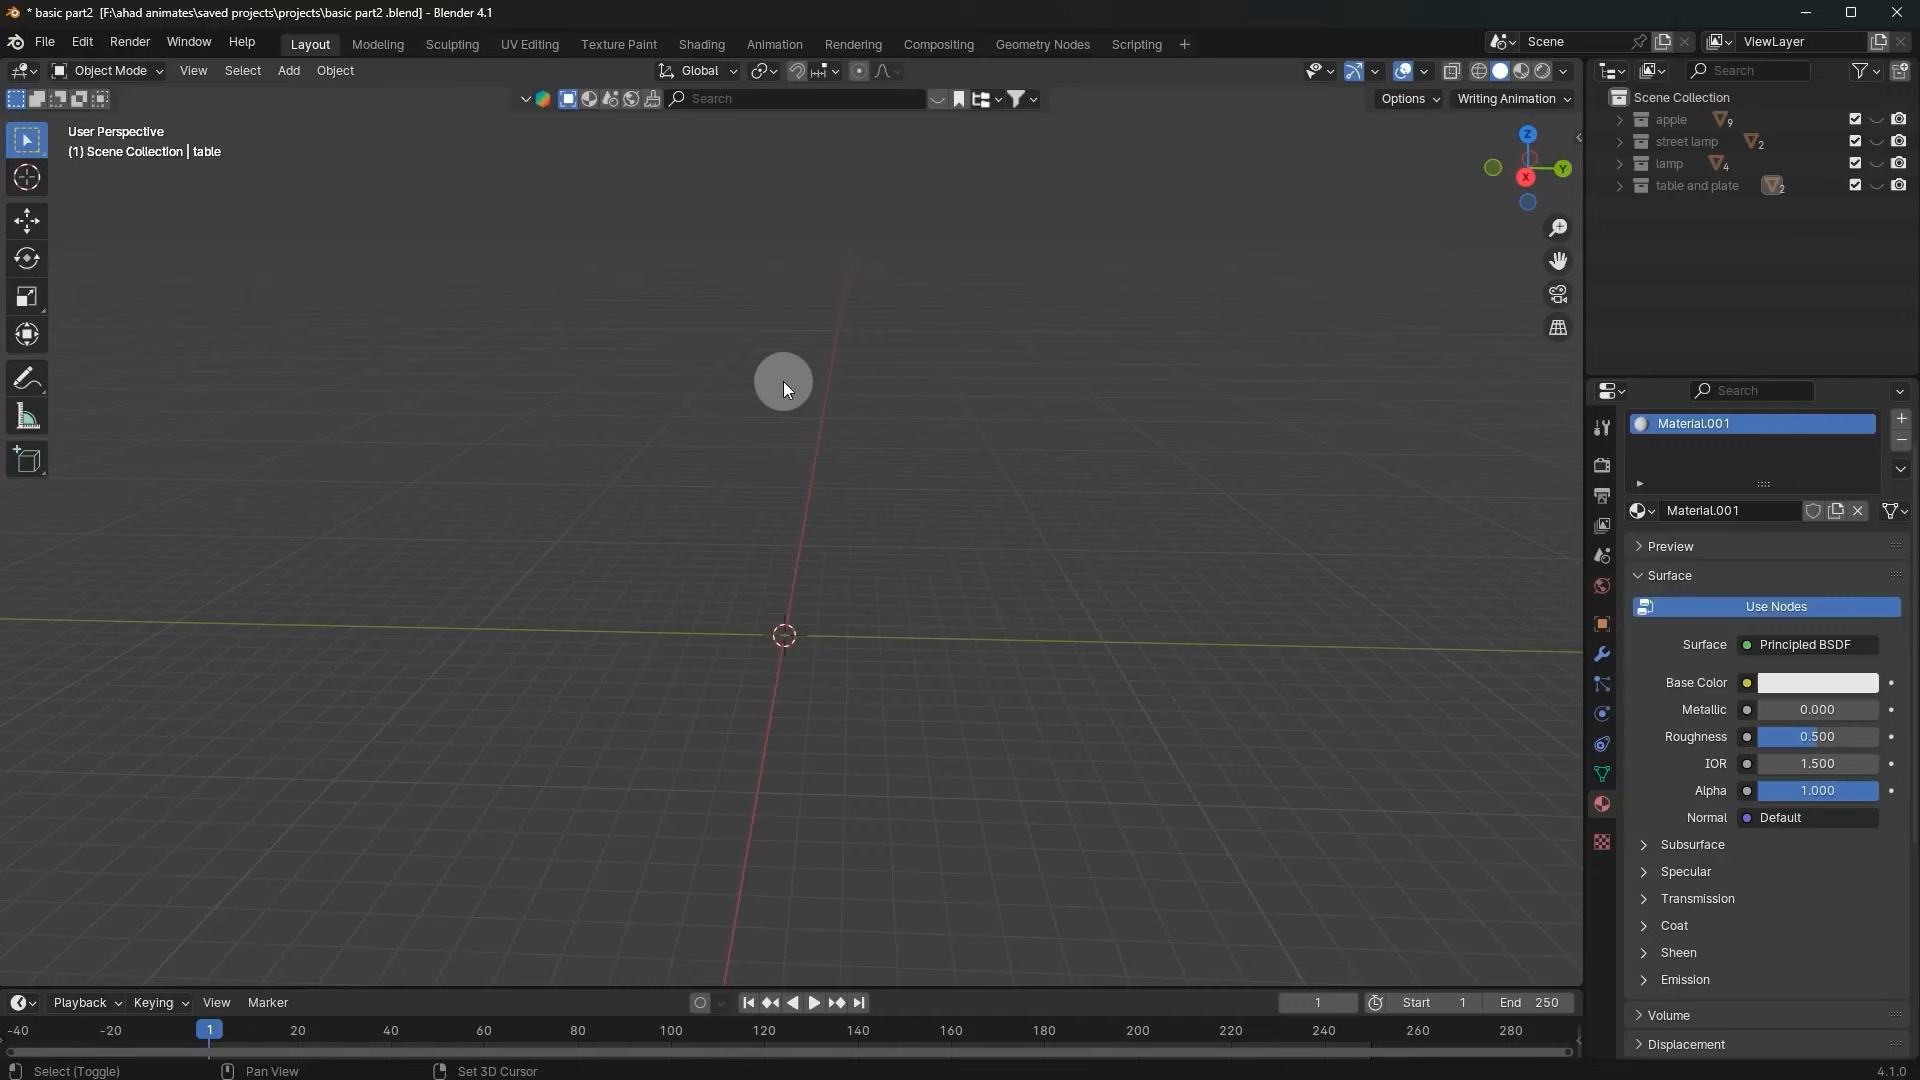 * basic part2 [F:\ahad animates\saved projects\projects\basic part2 .blend] - Blender 4.1
File Edit Render Window Help Layout Modeling Sculpting UV Editing Texture Paint Shading Animation Rendering Compositing Geometry Nodes Scripting + Scene ViewLayer
Object Mode View Select Add Object Global Search
Search Options Writing Animation
User Perspective
(1) Scene Collection | table
Z
Y
X
Scene Collection
apple 9
street lamp 2
lamp 4
table and plate 2
Search
Material.001
Material.001
Preview
Surface
Use Nodes
Surface Principled BSDF
Base Color
Metallic 0.000
Roughness 0.500
IOR 1.500
Alpha 1.000
Normal Default
Subsurface
Specular
Transmission
Coat
Sheen
Emission
Volume
Displacement
Playback Keying View Marker 1 Start 1 End 250
-40 -20 1 20 40 60 80 100 120 140 160 180 200 220 240 260 280
Select (Toggle) Pan View Set 3D Cursor 4.1.0